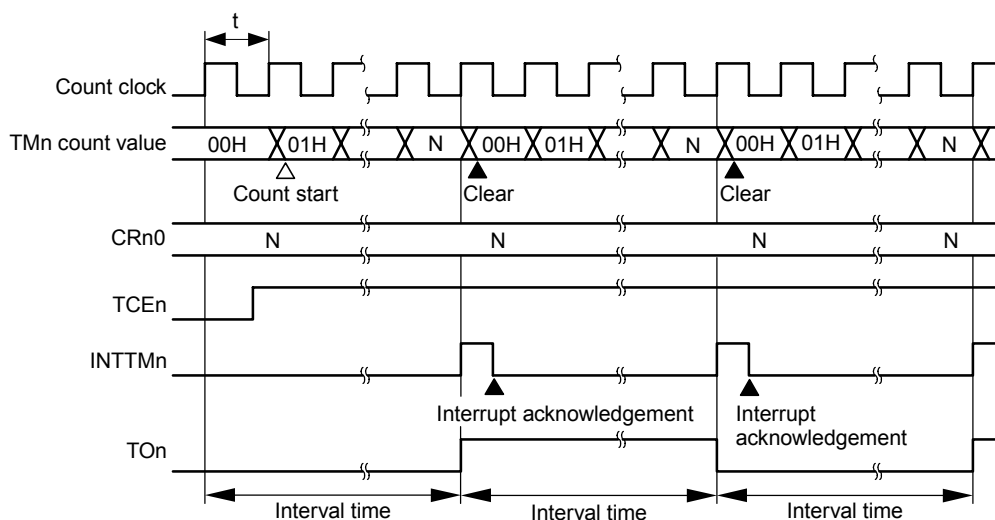 t
Count clock
TMn count value 00H 01H N 00H 01H N 00H 01H N
Count start Clear Clear
CRn0 N N N N
TCEn
INTTMn
Interrupt acknowledgement Interrupt
acknowledgement
TOn
Interval time Interval time Interval time